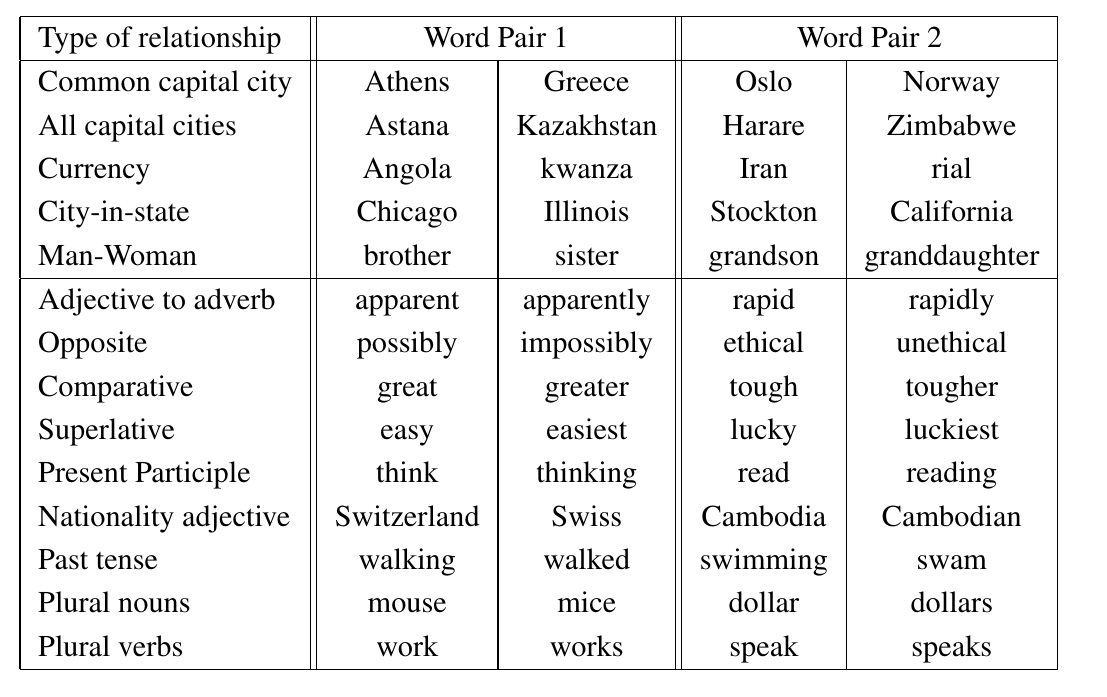 Type of relationship Word Pair 1 Word Pair 2
Common capital city Athens Greece Oslo Norway
All capital cities Astana Kazakhstan Harare Zimbabwe
Currency Angola kwanza Iran rial
City-in-state Chicago Illinois Stockton California
Man-Woman brother sister grandson granddaughter
Adjective to adverb apparent apparently rapid rapidly
Opposite possibly impossibly ethical unethical
Comparative great greater tough tougher
Superlative easy easiest lucky luckiest
Present Participle think thinking read reading
Nationality adjective Switzerland Swiss Cambodia Cambodian
Past tense walking walked swimming swam
Plural nouns mouse mice dollar dollars
Plural verbs work works speak speaks